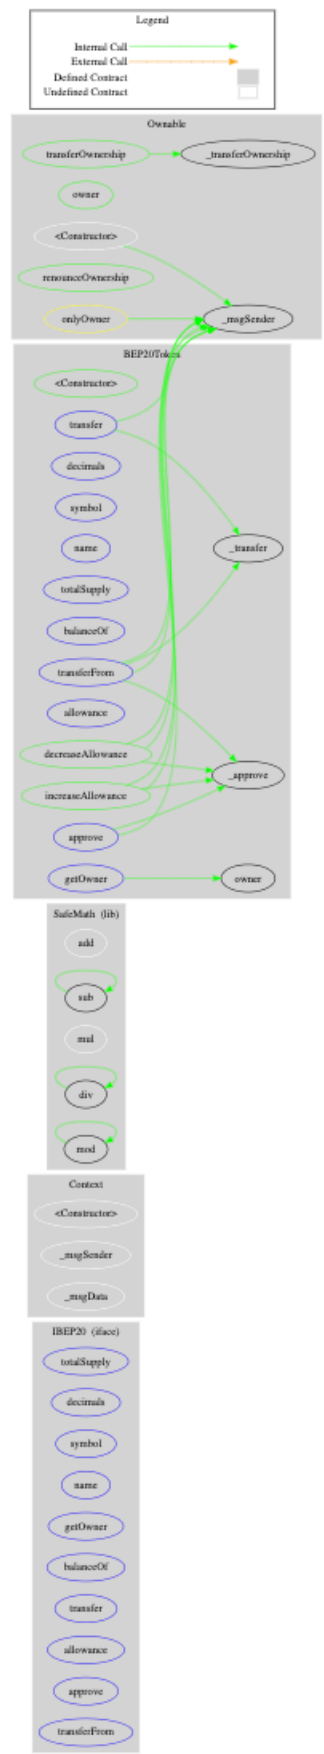 Legend
Internal Call
External Call
Defined Contract
Undefined Contract
Ownable
transferOwnership
_transferOwnership
owner
<Constructor>
renounceOwnership
onlyOwner
_msgSender
BEP20Token
<Constructor>
transfer
decimals
symbol
name
_transfer
totalSupply
balanceOf
transferFrom
allowance
decreaseAllowance
_approve
increaseAllowance
approve
getOwner
owner
SafeMath (lib)
add
sub
mul
div
mod
Context
<Constructor>
_msgSender
_msgData
IBEP20 (iface)
totalSupply
decimals
symbol
name
getOwner
balanceOf
transfer
allowance
approve
transferFrom